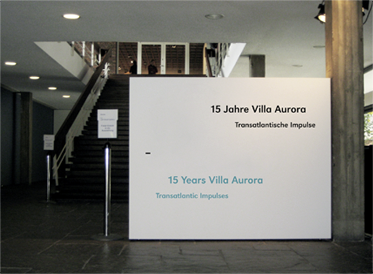 15 Jahre Villa Aurora
Transatlantische Impulse
15 Years Villa Aurora
Transatlantic Impulses